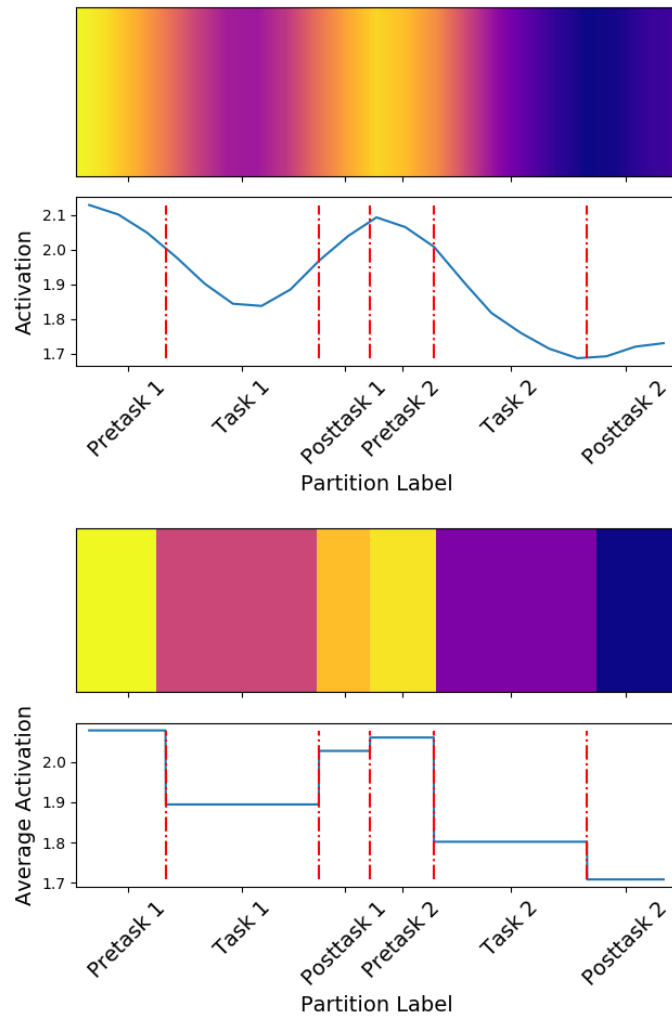 2.1
2.0
1.9
1.8
1.7
Activation
Pretask 1
Task 1
Posttask 1
Pretask 2
Task 2
Posttask 2
Partition Label
2.0
1.9
1.8
1.7
Average Activation
Pretask 1
Task 1
Posttask 1
Pretask 2
Task 2
Posttask 2
Partition Label